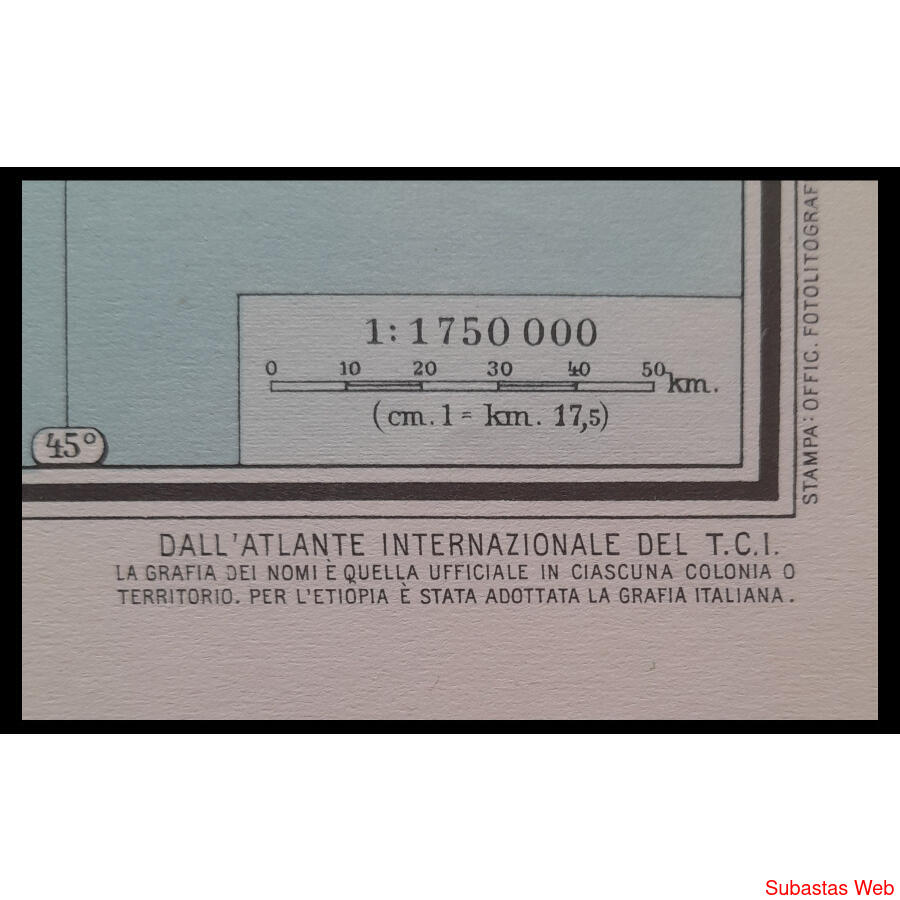 1: 1 750 000
0 10 20 30 40 50 km.
(cm. 1 = km. 17,5)
45°
STAMPA: OFFIC. FOTOLITOGRAF
DALL'ATLANTE INTERNAZIONALE DEL T.C.I.
LA GRAFIA DEI NOMI È QUELLA UFFICIALE IN CIASCUNA COLONIA O
TERRITORIO. PER L'ETIOPIA È STATA ADOTTATA LA GRAFIA ITALIANA.
Subastas Web